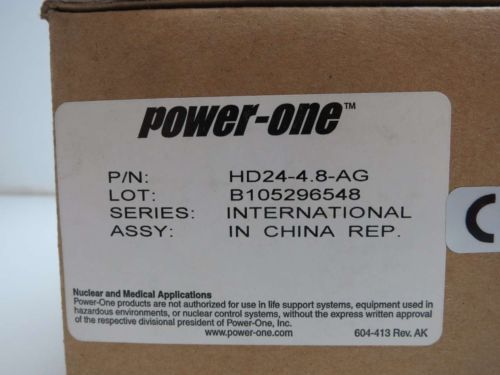 power-one™
P/N: HD24-4.8-AG
LOT: B105296548
SERIES: INTERNATIONAL
ASSY: IN CHINA REP.
Nuclear and Medical Applications
Power-One products are not authorized for use in life support systems, equipment used in
hazardous environments, or nuclear control systems, without the express written approval
of the respective divisional president of Power-One, Inc.
www.power-one.com 604-413 Rev. AK
C